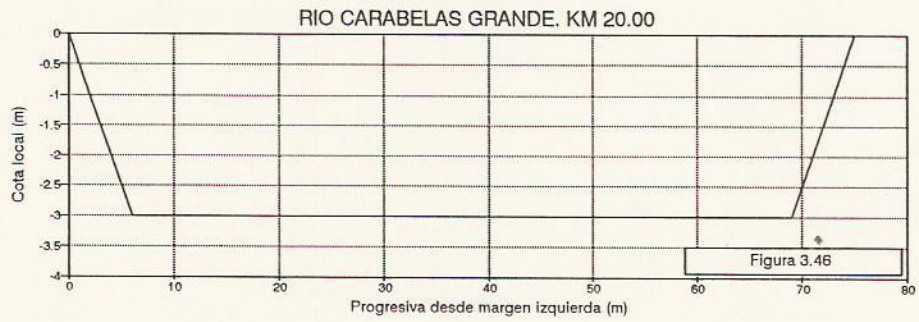 RIO CARABELAS GRANDE. KM 20.00
Cota local (m)
0
-0.5
-1
-1.5
-2
-2.5
-3
-3.5
-4
0 10 20 30 40 50 60 70 80
Figura 3.46
Progresiva desde margen izquierda (m)